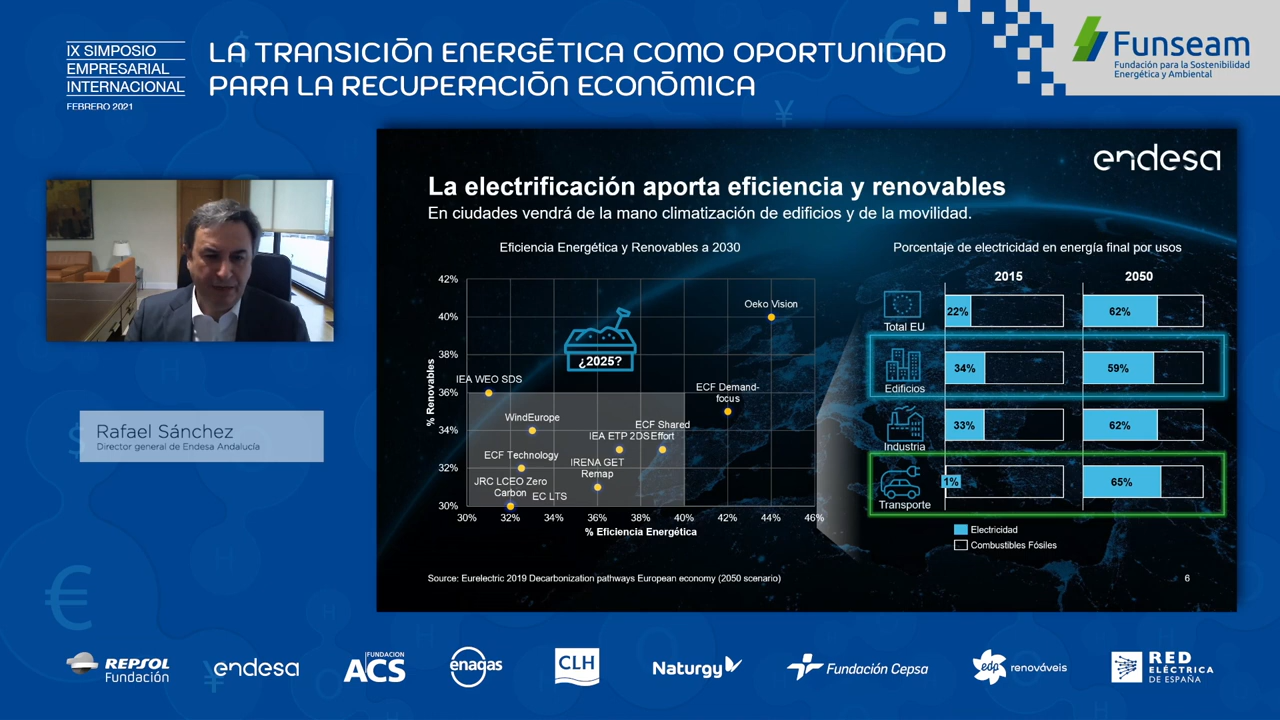 IX SIMPOSIO
EMPRESARIAL
INTERNACIONAL
FEBRERO 2021
LA TRANSICIÓN ENERGÉTICA COMO OPORTUNIDAD
PARA LA RECUPERACIÓN ECONÓMICA
Funseam
Fundación para la Sostenibilidad
Energética y Ambiental
endesa
La electrificación aporta eficiencia y renovables
En ciudades vendrá de la mano climatización de edificios y de la movilidad.
Eficiencia Energética y Renovables a 2030
% Renovables
42%
40%
38%
36%
34%
32%
30%
Oeko Vision
¿2025?
IEA WEO SDS
ECF Demand-
focus
WindEurope
ECF Shared
Effort
IEA ETP 2DS
ECF Technology
IRENA GET
Remap
JRC LCEO Zero
Carbon
EC LTS
30%
32%
34%
36%
38%
40%
42%
44%
46%
% Eficiencia Energética
Porcentaje de electricidad en energía final por usos
2015
2050
Total EU
22%
62%
Edificios
34%
59%
Industria
33%
62%
Transporte
1%
65%
Electricidad
Combustibles Fósiles
Source: Eurelectric 2019 Decarbonization pathways European economy (2050 scenario)
6
Rafael Sánchez
Director general de Endesa Andalucía
REPSOL
Fundación
endesa
FUNDACION
ACS
enagas
CLH
Naturgy
Fundación Cepsa
edp
renováveis
RED
ELÉCTRICA
DE ESPAÑA